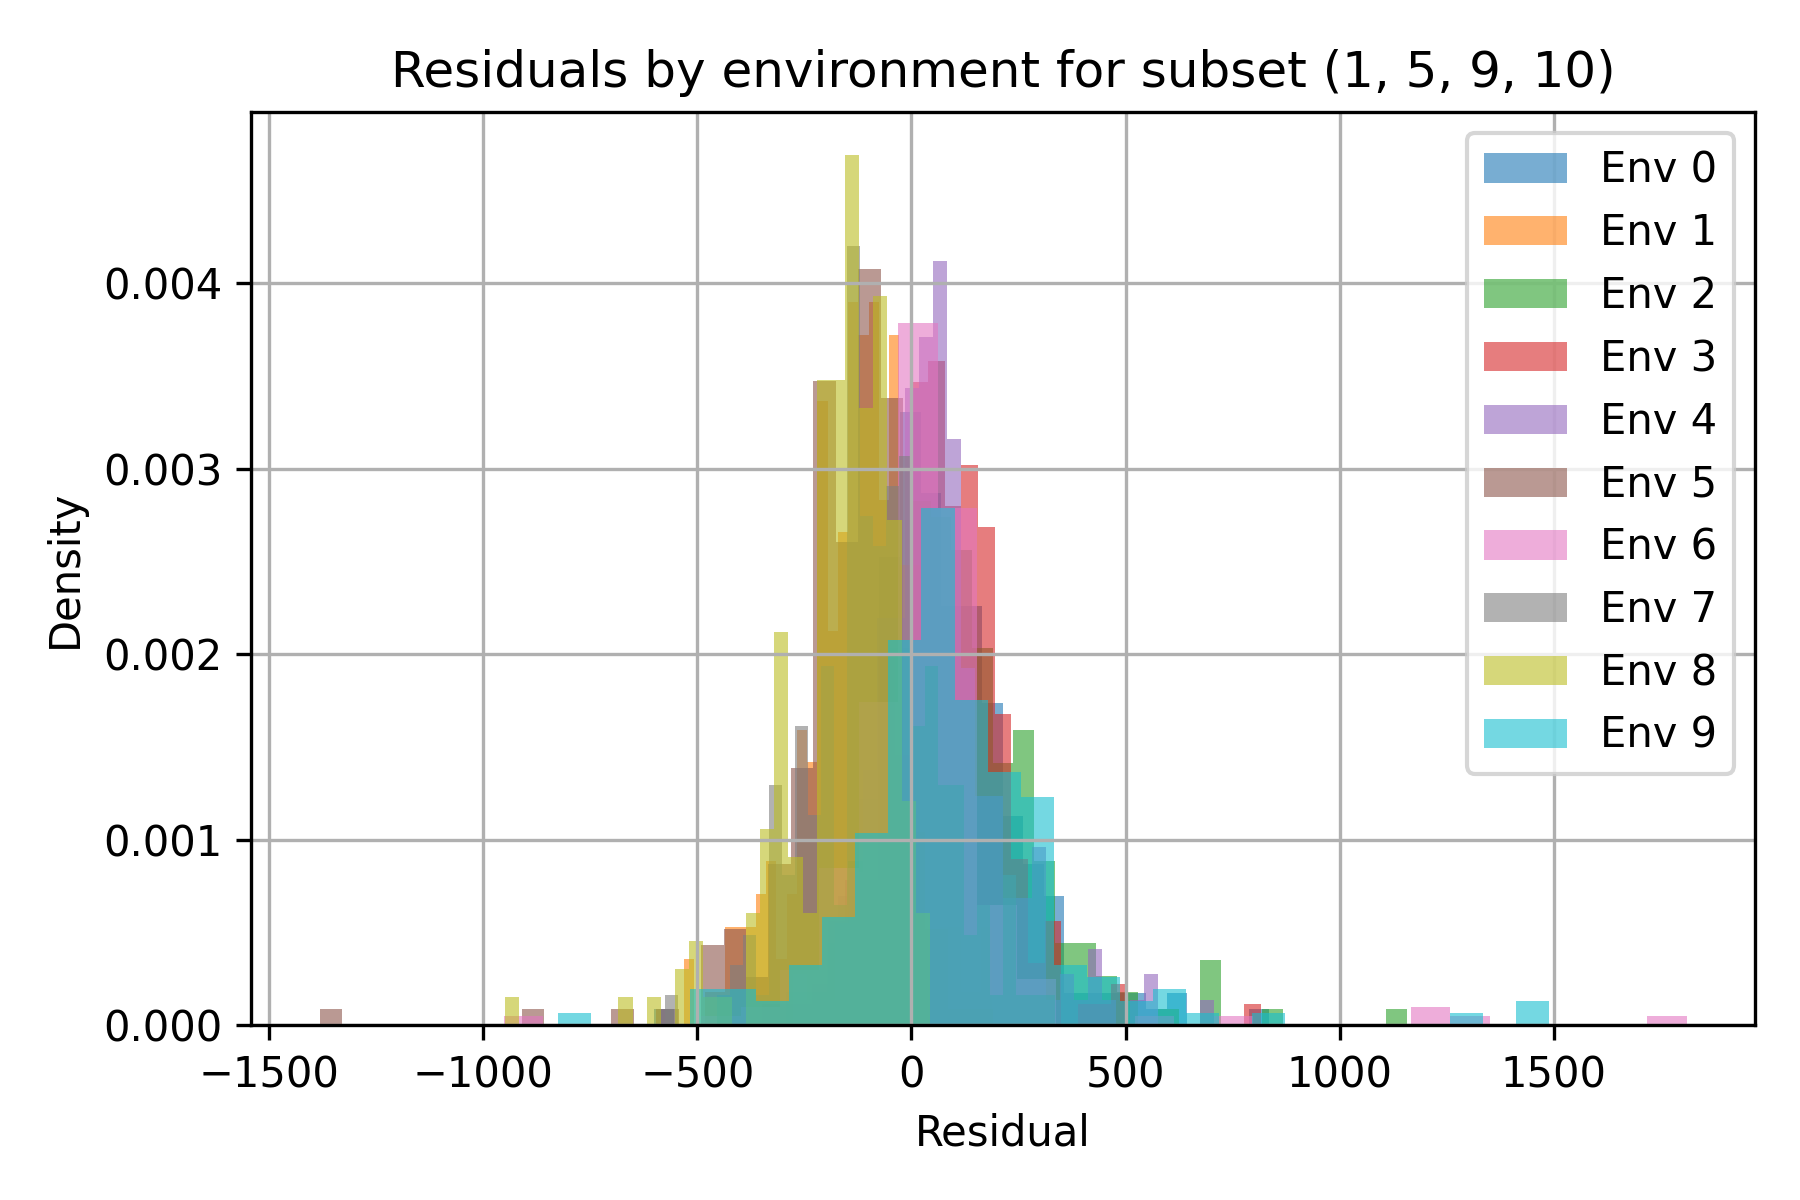 Residuals by environment for subset (1, 5, 9, 10)
Density
0.004
0.003
0.002
0.001
0.000
−1500
−1000
−500
0
500
1000
1500
Residual
Env 0
Env 1
Env 2
Env 3
Env 4
Env 5
Env 6
Env 7
Env 8
Env 9